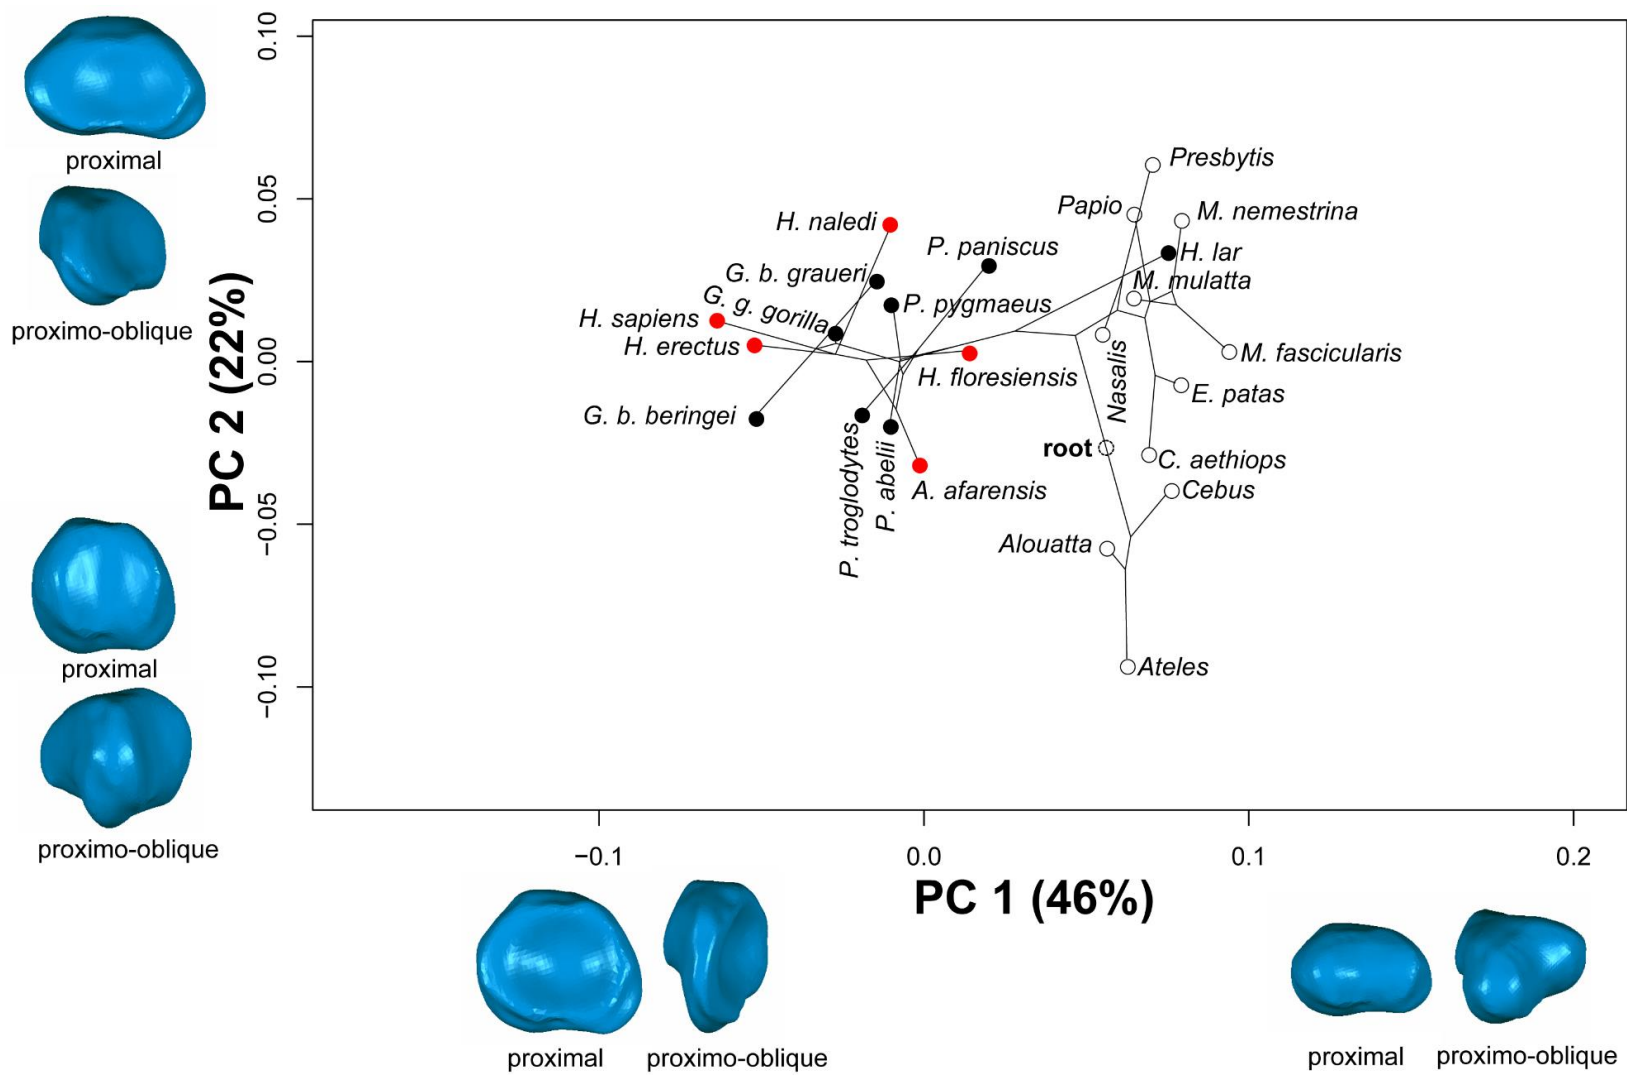 proximal
proximo-oblique
proximal
proximo-oblique
PC 2 (22%)
0.10
0.05
0.00
−0.05
−0.10
Presbytis
Papio
M. nemestrina
H. naledi
P. paniscus
H. lar
G. b. graueri
M. mulatta
G. g. gorilla
P. pygmaeus
H. sapiens
H. erectus
M. fascicularis
H. floresiensis
Nasalis
E. patas
G. b. beringei
P. troglodytes
P. abelii
root
C. aethiops
A. afarensis
Cebus
Alouatta
Ateles
−0.1
0.0
0.1
0.2
PC 1 (46%)
proximal
proximo-oblique
proximal
proximo-oblique